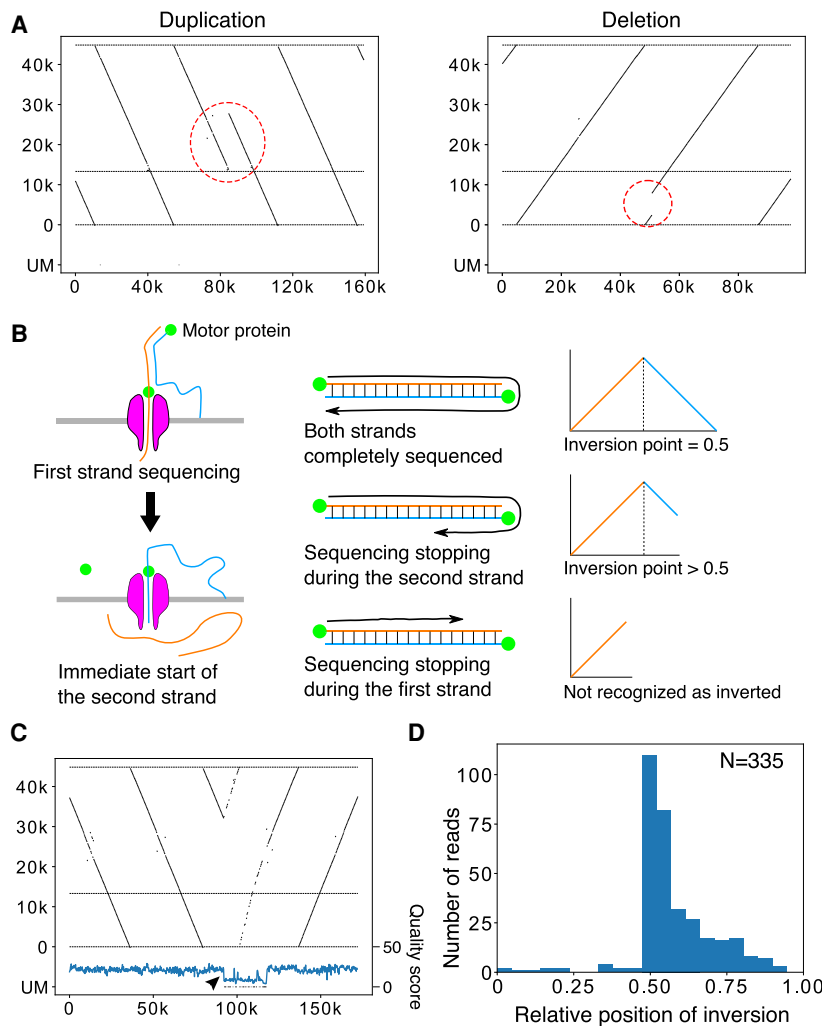 A
Duplication
Deletion
40k
30k
20k
10k
0
UM
0 40k 80k 120k 160k
40k
30k
20k
10k
0
UM
0 20k 40k 60k 80k
B
Motor protein
First strand sequencing
Immediate start of
the second strand
Both strands
completely sequenced
Sequencing stopping
during the second strand
Sequencing stopping
during the first strand
Inversion point = 0.5
Inversion point > 0.5
Not recognized as inverted
C
40k
30k
20k
10k
0
UM
0 50k 100k 150k
50
0
Quality score
D
N=335
100
75
50
25
0
Number of reads
0 0.25 0.50 0.75 1.00
Relative position of inversion